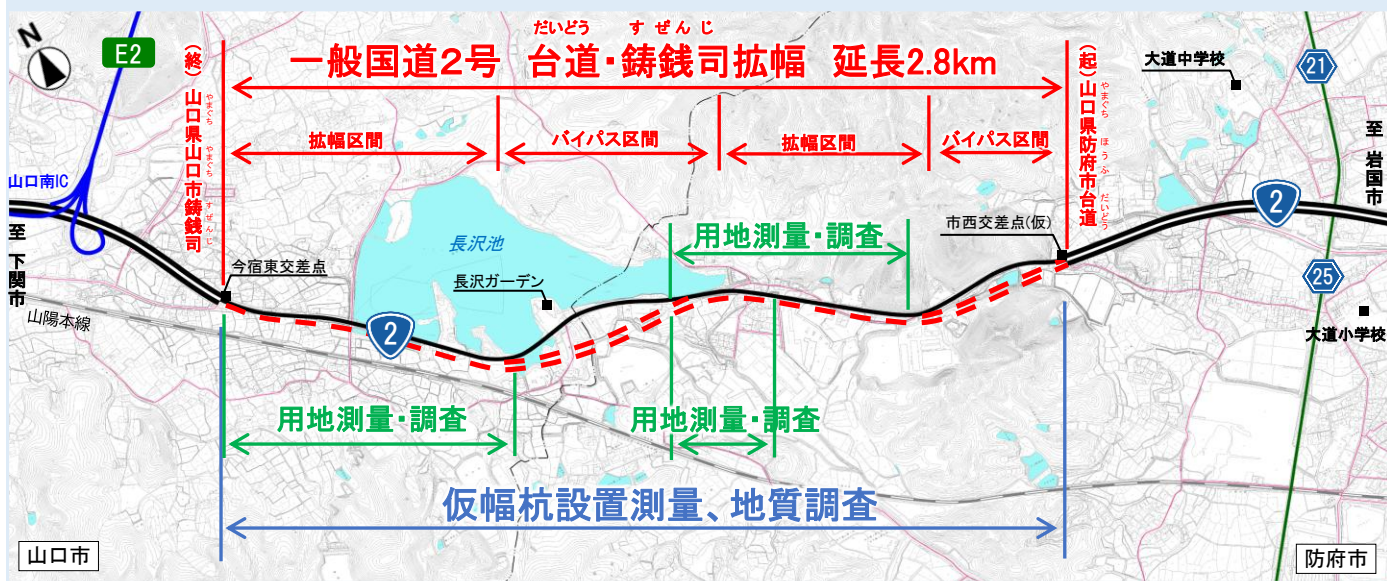 N
E2
だいどう すぜんじ
一般国道2号 台道・鋳銭司拡幅 延長2.8km
(終)山口県山口市鋳銭司
やまぐち やまぐち すぜんじ
(起)山口県防府市台道
やまぐち ほうふ だいどう
大道中学校
21
至 岩国市
拡幅区間
バイパス区間
拡幅区間
バイパス区間
山口南IC
2
至 下関市
長沢池
用地測量・調査
市西交差点(仮)
今宿東交差点
長沢ガーデン
25
山陽本線
2
大道小学校
用地測量・調査
用地測量・調査
仮幅杭設置測量、地質調査
山口市
防府市